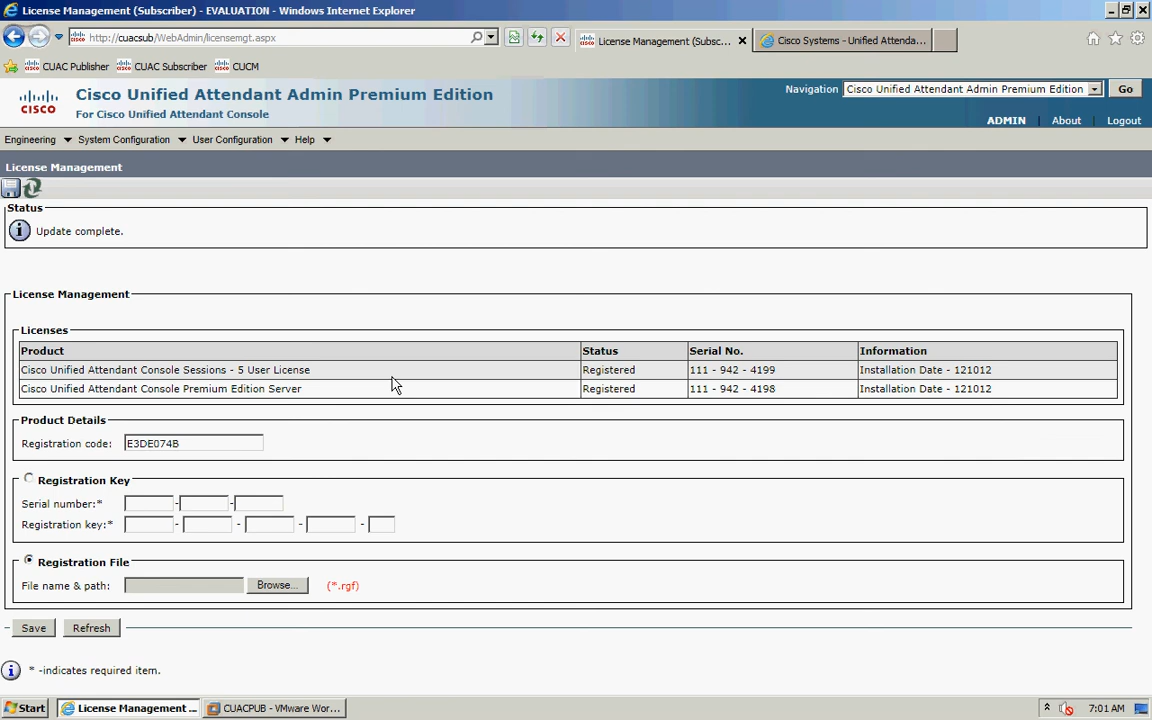 License Management (Subscriber) - EVALUATION - Windows Internet Explorer
http://cuacsub/WebAdmin/licensemgt.aspx
License Management (Subsc...
Cisco Systems - Unified Attenda...
CUAC Publisher
CUAC Subscriber
CUCM
CISCO
Cisco Unified Attendant Admin Premium Edition
For Cisco Unified Attendant Console
Navigation
Cisco Unified Attendant Admin Premium Edition
Go
ADMIN | About | Logout
Engineering
System Configuration
User Configuration
Help
License Management
Status
Update complete.
License Management
Licenses
Product Status Serial No. Information
Cisco Unified Attendant Console Sessions - 5 User License Registered 111 - 942 - 4199 Installation Date - 121012
Cisco Unified Attendant Console Premium Edition Server Registered 111 - 942 - 4198 Installation Date - 121012
Product Details
Registration code: E3DE074B
Registration Key
Serial number:* - -
Registration key:* - - - -
Registration File
File name & path: Browse... (*.rgf)
Save Refresh
* -indicates required item.
Start
License Management ...
CUACPUB - VMware Wor...
7:01 AM